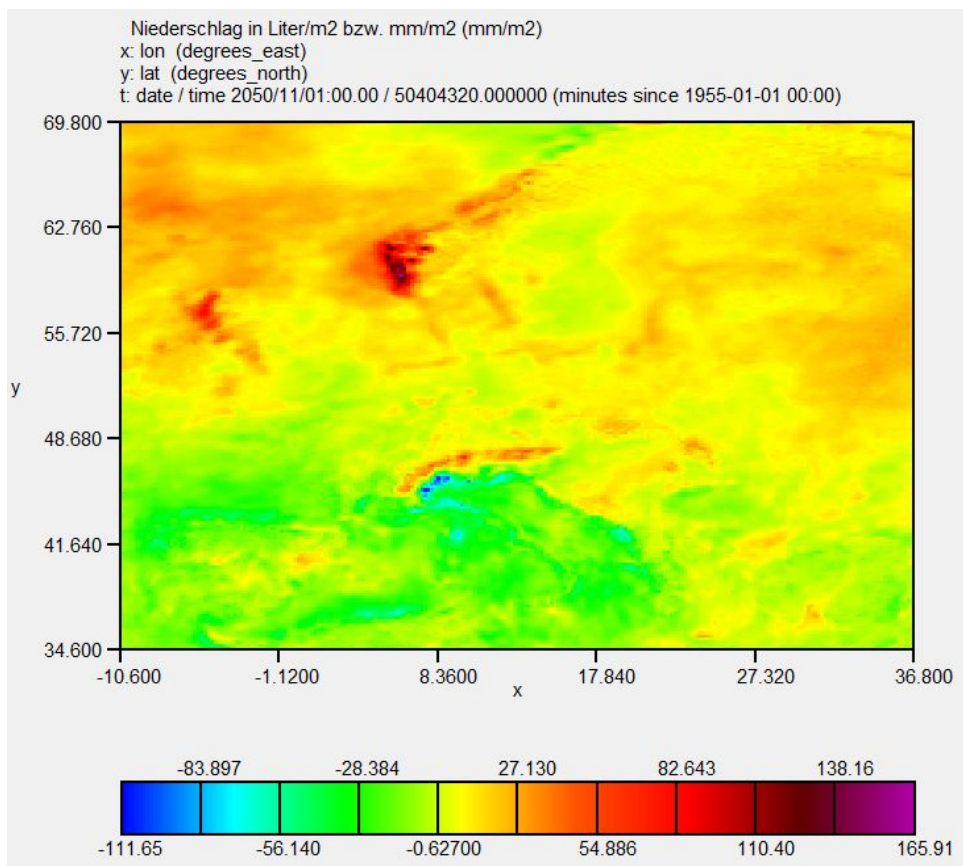 Niederschlag in Liter/m2 bzw. mm/m2 (mm/m2)
x: lon (degrees_east)
y: lat (degrees_north)
t: date / time 2050/11/01:00.00 / 50404320.000000 (minutes since 1955-01-01 00:00)
69.800
62.760
55.720
y
48.680
41.640
34.600
-10.600 -1.1200 8.3600 17.840 27.320 36.800
x
-83.897 -28.384 27.130 82.643 138.16
-111.65 -56.140 -0.62700 54.886 110.40 165.91